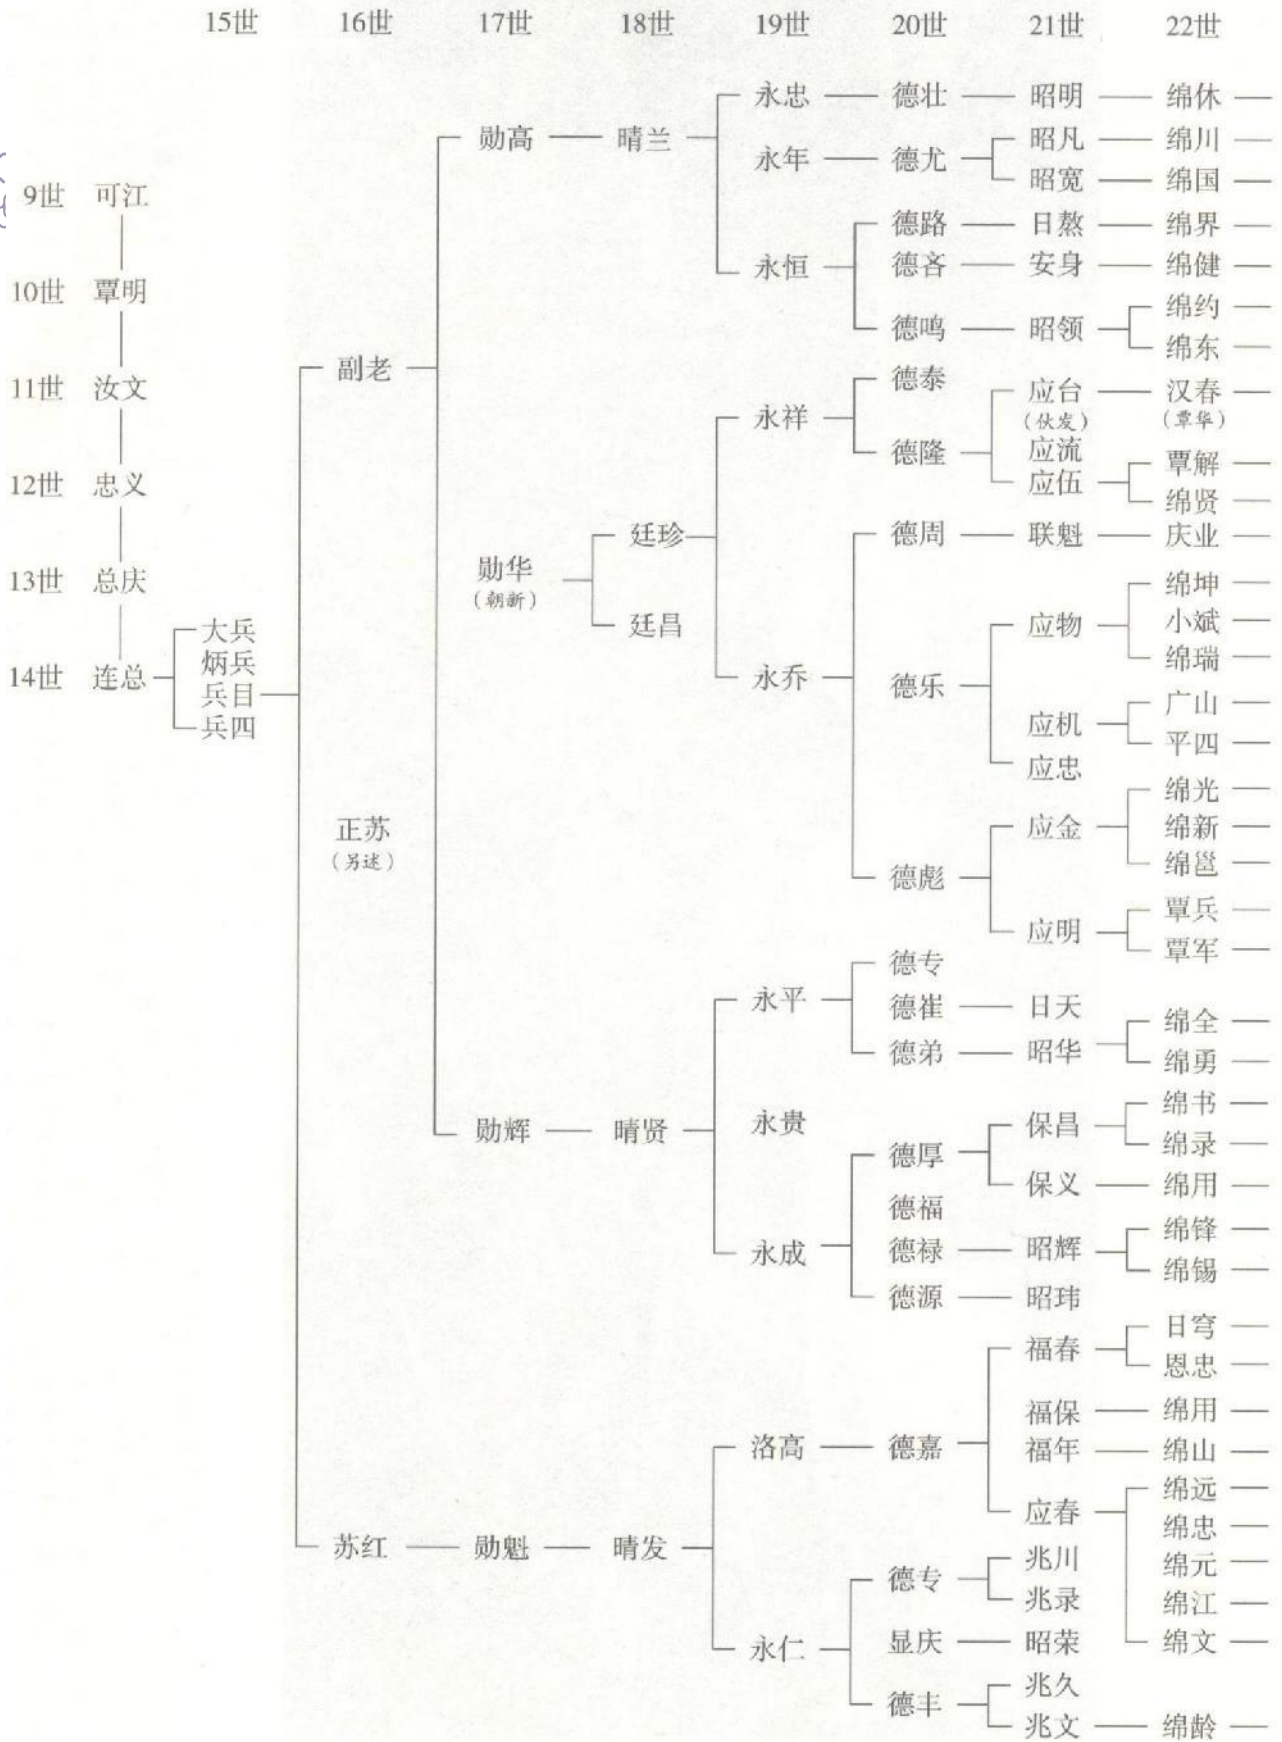 15世 16世 17世 18世 19世 20世 21世 22世
永忠 德壮 昭明 绵休
勋高 晴兰 昭凡 绵川
永年 德尤
昭宽 绵国
9世 可江
德路 日熬 绵界
永恒 德吝 安身 绵健
10世 覃明
绵约
德鸣 昭领
绵东
副老
德泰
11世 汝文 应台 汉春
永祥 (伙发) (覃华)
德隆 应流
覃解
12世 忠义 应伍
绵贤
廷珍 德周 联魁 庆业
勋华
(朝新)
13世 总庆 绵坤
廷昌 应物 小斌
大兵
绵瑞
炳兵
14世 连总 永乔 德乐
兵目 广山
兵四 应机
平四
应忠
绵光
正苏 应金 绵新
(另述)
绵邕
德彪
覃兵
应明
覃军
德专
永平 德崔 日天
绵全
德弟 昭华
绵勇
绵书
勋辉 晴贤 永贵 保昌
绵录
德厚
保义 绵用
德福
绵锋
永成 德禄 昭辉
绵锡
德源 昭玮
日穹
福春
恩忠
福保 绵用
洛高 德嘉 福年 绵山
绵远
应春
绵忠
苏红 勋魁 晴发
兆川 绵元
德专
兆录 绵江
永仁 显庆 昭荣 绵文
兆久
德丰
兆文 绵龄